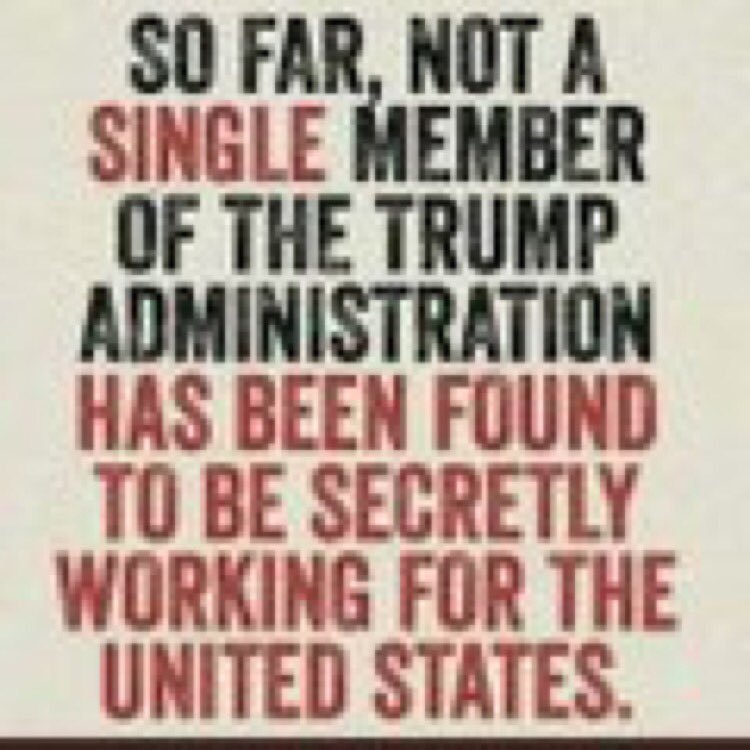 SO FAR, NOT A
SINGLE MEMBER
OF THE TRUMP
ADMINISTRATION
HAS BEEN FOUND
TO BE SECRETLY
WORKING FOR THE
UNITED STATES.